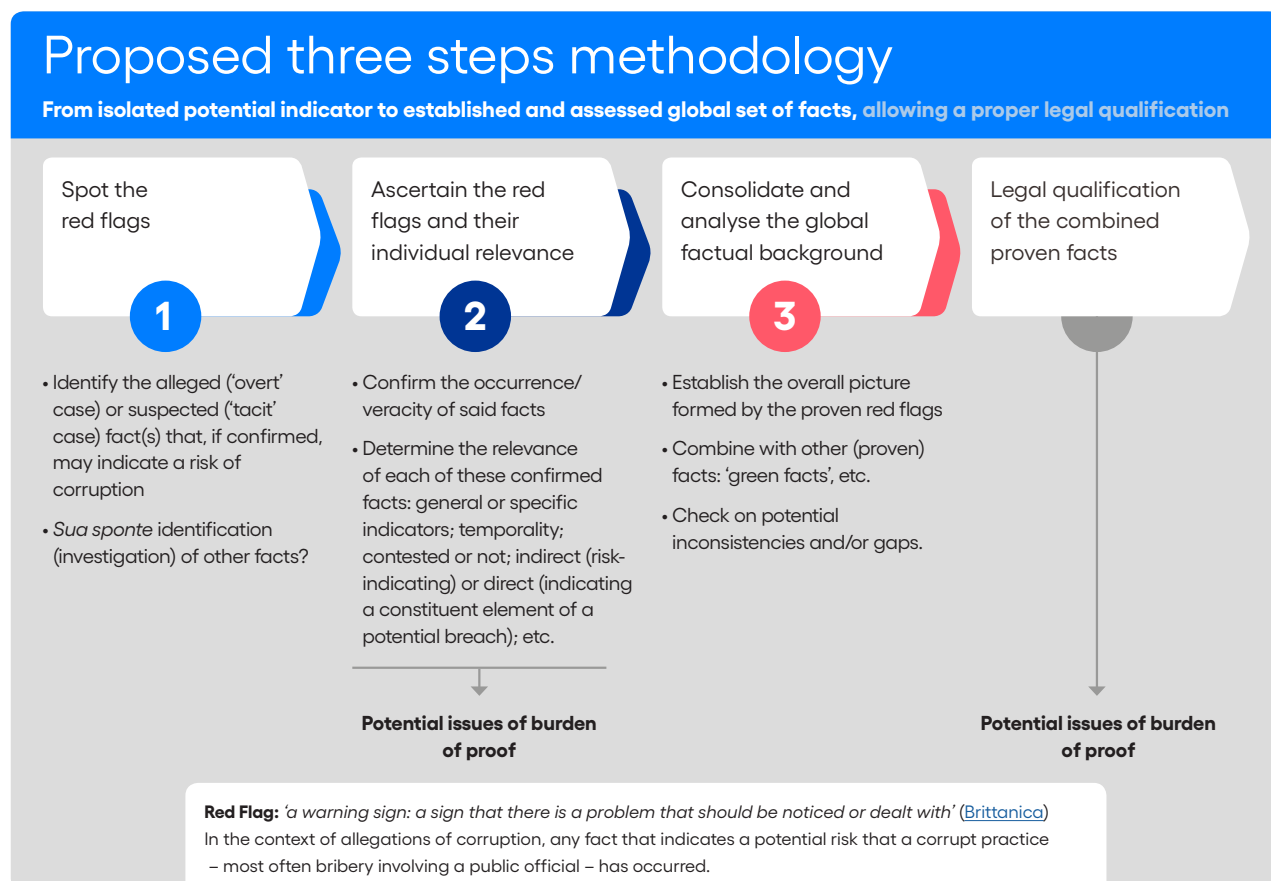 Proposed three steps methodology
From isolated potential indicator to established and assessed global set of facts, allowing a proper legal qualification
Spot the
red flags
1
• Identify the alleged (‘overt’
case) or suspected (‘tacit’
case) fact(s) that, if confirmed,
may indicate a risk of
corruption
• Sua sponte identification
(investigation) of other facts?
Ascertain the red
flags and their
individual relevance
2
• Confirm the occurrence/
veracity of said facts
• Determine the relevance
of each of these confirmed
facts: general or specific
indicators; temporality;
contested or not; indirect (risk-
indicating) or direct (indicating
a constituent element of a
potential breach); etc.
Potential issues of burden
of proof
Consolidate and
analyse the global
factual background
3
• Establish the overall picture
formed by the proven red flags
• Combine with other (proven)
facts: ‘green facts’, etc.
• Check on potential
inconsistencies and/or gaps.
Legal qualification
of the combined
proven facts
Potential issues of burden
of proof
Red Flag: ‘a warning sign: a sign that there is a problem that should be noticed or dealt with’ (Brittanica)
In the context of allegations of corruption, any fact that indicates a potential risk that a corrupt practice
– most often bribery involving a public official – has occurred.